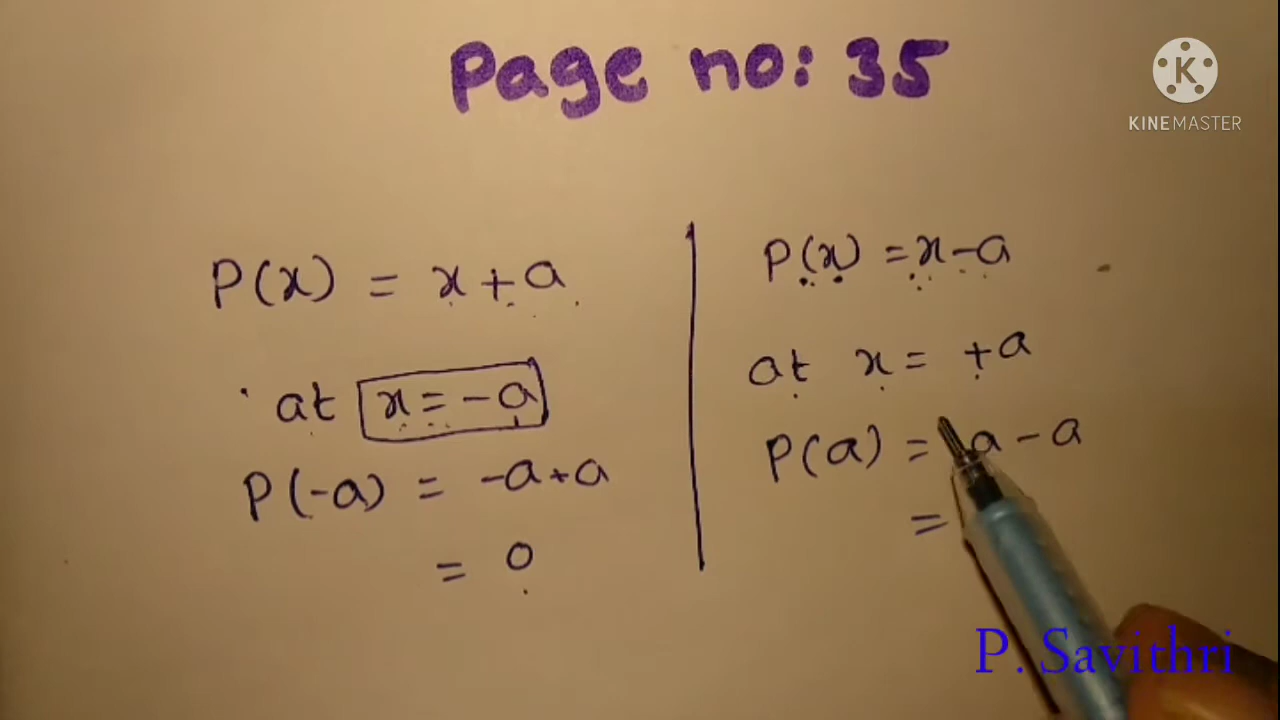 Page no: 35
K
KINEMASTER
P(x) = x+a
at x = -a
P(-a) = -a+a
= 0
P(x) = x-a
at x = +a
P(a) = a-a
=
P. Savithri